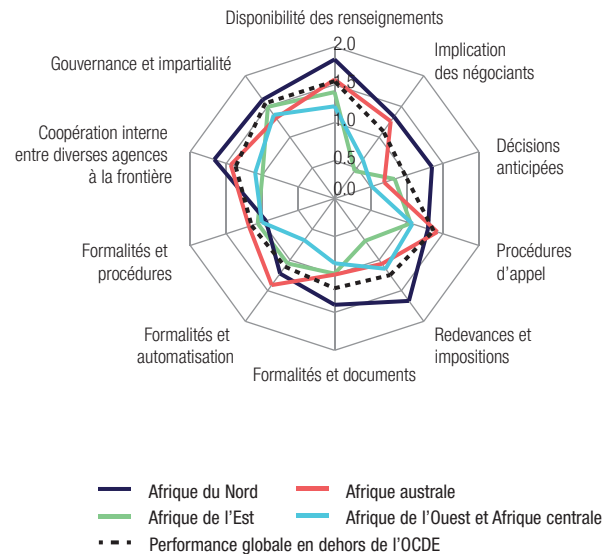 Disponibilité des renseignements
Implication
des négociants
Décisions
anticipées
Procédures
d'appel
Redevances et
impositions
Formalités et documents
Formalités et
automatisation
Formalités et
procédures
Coopération interne
entre diverses agences
à la frontière
Gouvernance et impartialité
2.0
1.5
1.0
0.5
0.0
Afrique du Nord
Afrique australe
Afrique de l'Est
Afrique de l'Ouest et Afrique centrale
Performance globale en dehors de l'OCDE